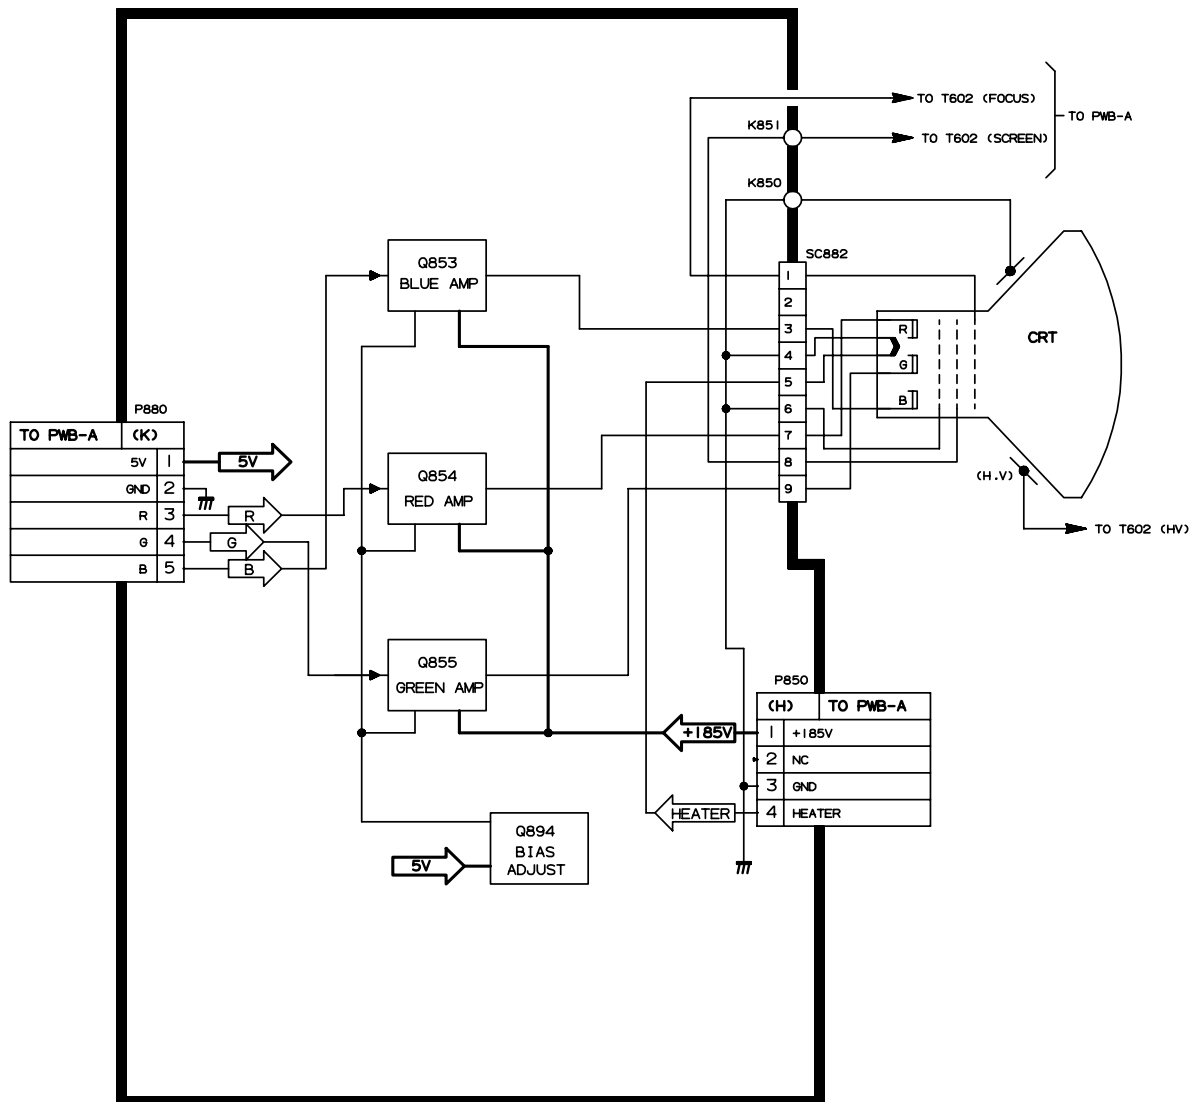 TO T602 (FOCUS)
TO PWB-A
K851
TO T602 (SCREEN)
K850
SC882
Q853
BLUE AMP
1
2
3
4
5
6
7
8
9
R
G
B
CRT
(H.V)
TO T602 (HV)
P880
TO PWB-A (K)
5V 1
GND 2
R 3
G 4
B 5
5V
R
G
B
Q854
RED AMP
Q855
GREEN AMP
P850
(H) TO PWB-A
1 +185V
2 NC
3 GND
4 HEATER
+185V
HEATER
Q894
BIAS
ADJUST
5V